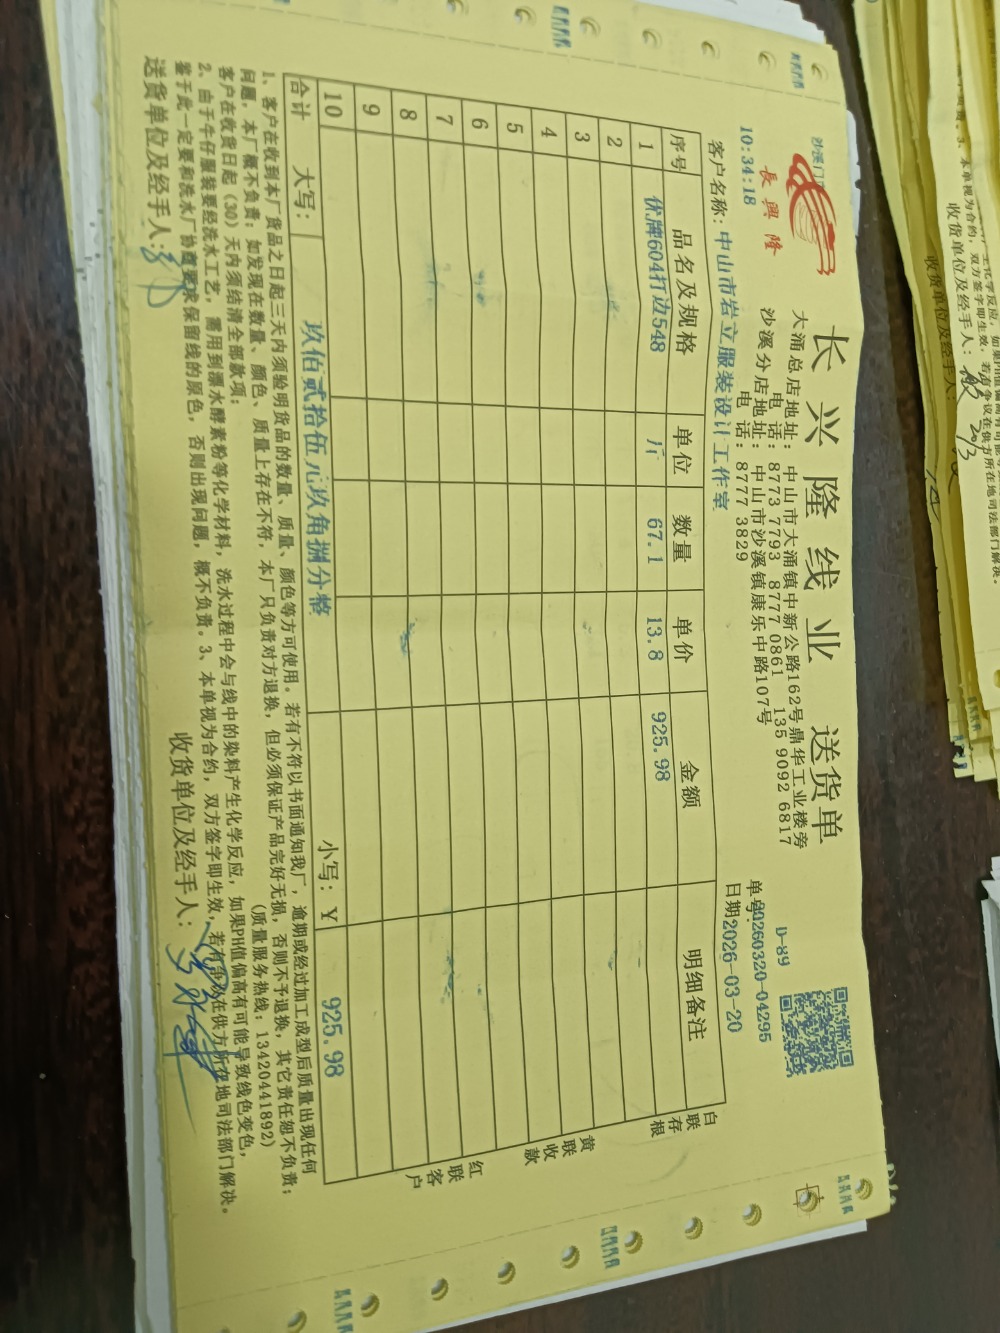 长兴隆线业 送货单
長興隆
大涌总店地址: 中山市大涌镇中新公路162号鼎华工业楼旁
电 话: 8773 7793 8777 0861 135 9092 6817
沙溪分店地址: 中山市沙溪镇康乐中路107号
电 话: 8777 3829
D-89
10:34:18
单号:20260320-04295
客户名称: 中山市岩立服装设计工作室
日期2026-03-20
序号 品名及规格 单位 数量 单价 金额 明细备注
1 优牌604打边548 斤 67.1 13.8 925.98
2
3
4
5
6
7
8
9
10
合计 大写: 玖佰贰拾伍元玖角捌分整 小写: Y 925.98
白联存根
黄联收款
红联客户
1、客户在收到本厂货品之日起三天内须验明货品的数量、质量、颜色等方可使用。若有不符以书面通知我厂, 逾期或经过加工成型后质量出现任何
问题, 本厂概不负责; 如发现在数量、颜色、质量上存在不符, 本厂只负责对方退换, 但必须保证产品完好无损, 否则不予退换, 其它责任恕不负责;
客户在收货日起 (30) 天内须结清全部款项; (质量服务热线: 13420441892)
2、由于牛仔服装要经洗水工艺, 需用到漂水酵素粉等化学材料, 洗水过程中会与线中的染料产生化学反应, 如果PH值偏高有可能导致线色变色,
鉴于此一定要和洗水厂协商要求保留线的原色, 否则出现问题, 概不负责。3、本单视为合约, 双方签字即生效, 若有争议在供方所在地司法部门解决。
送货单位及经手人:
收货单位及经手人: